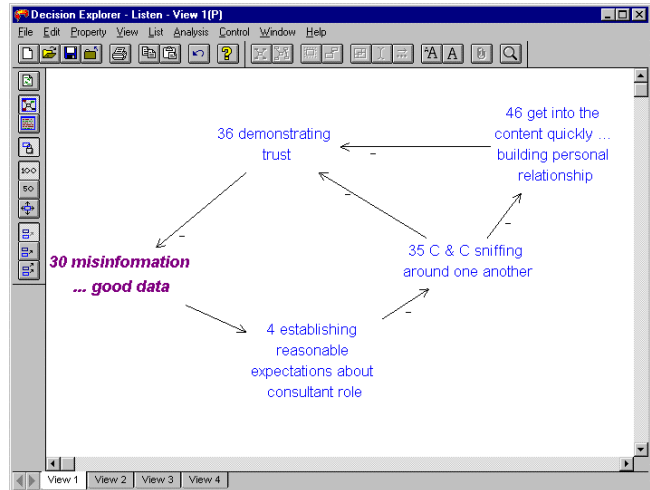 Decision Explorer - Listen - View 1(P)
File Edit Property View List Analysis Control Window Help
100
50
46 get into the
content quickly ...
building personal
relationship
36 demonstrating
trust
-
-
-
-
35 C & C sniffing
around one another
30 misinformation
... good data
-
4 establishing
reasonable
expectations about
consultant role
View 1 View 2 View 3 View 4